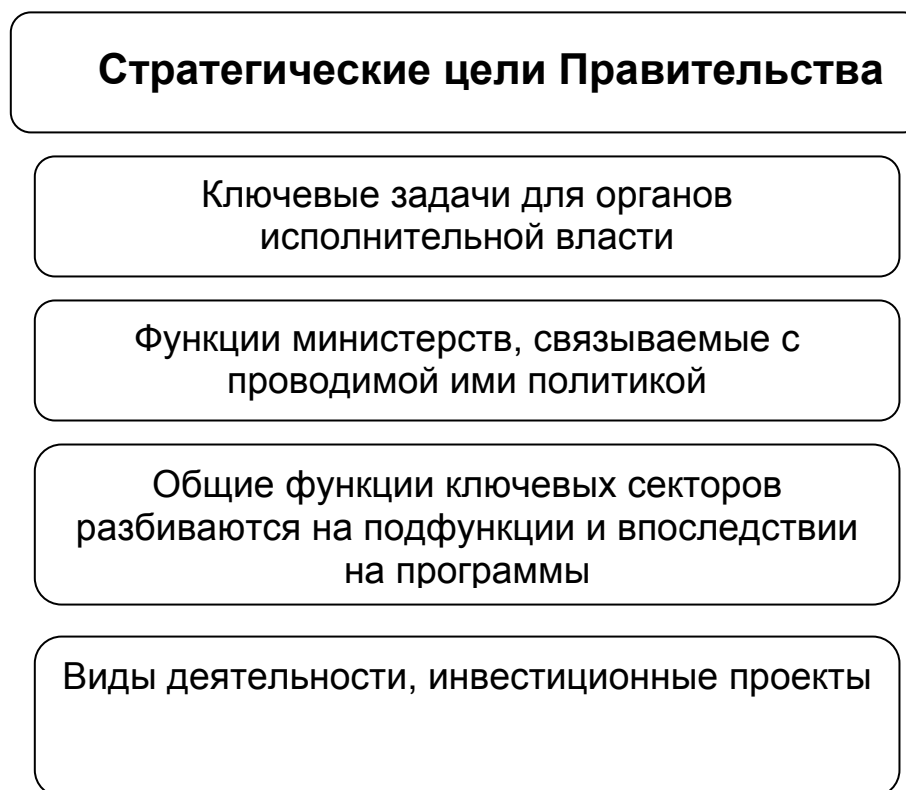 Стратегические цели Правительства
Ключевые задачи для органов
исполнительной власти
Функции министерств, связываемые с
проводимой ими политикой
Общие функции ключевых секторов
разбиваются на подфункции и впоследствии
на программы
Виды деятельности, инвестиционные проекты